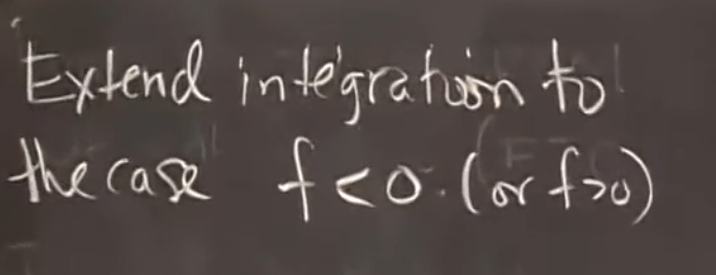 Extend integration to
the case f<0. (or f>0)